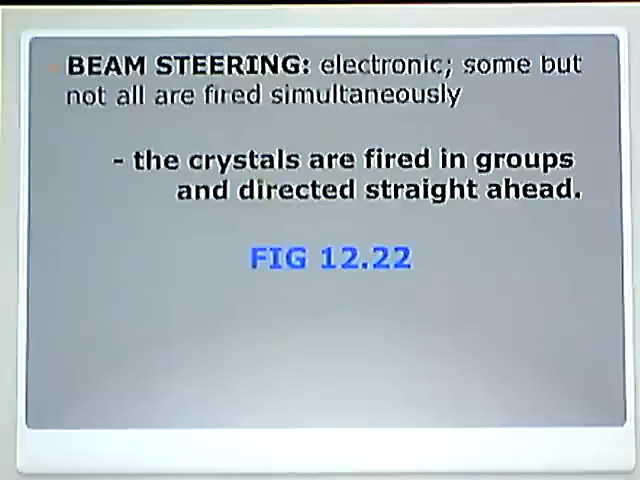 BEAM STEERING: electronic; some but
not all are fired simultaneously
- the crystals are fired in groups
and directed straight ahead.
FIG 12.22